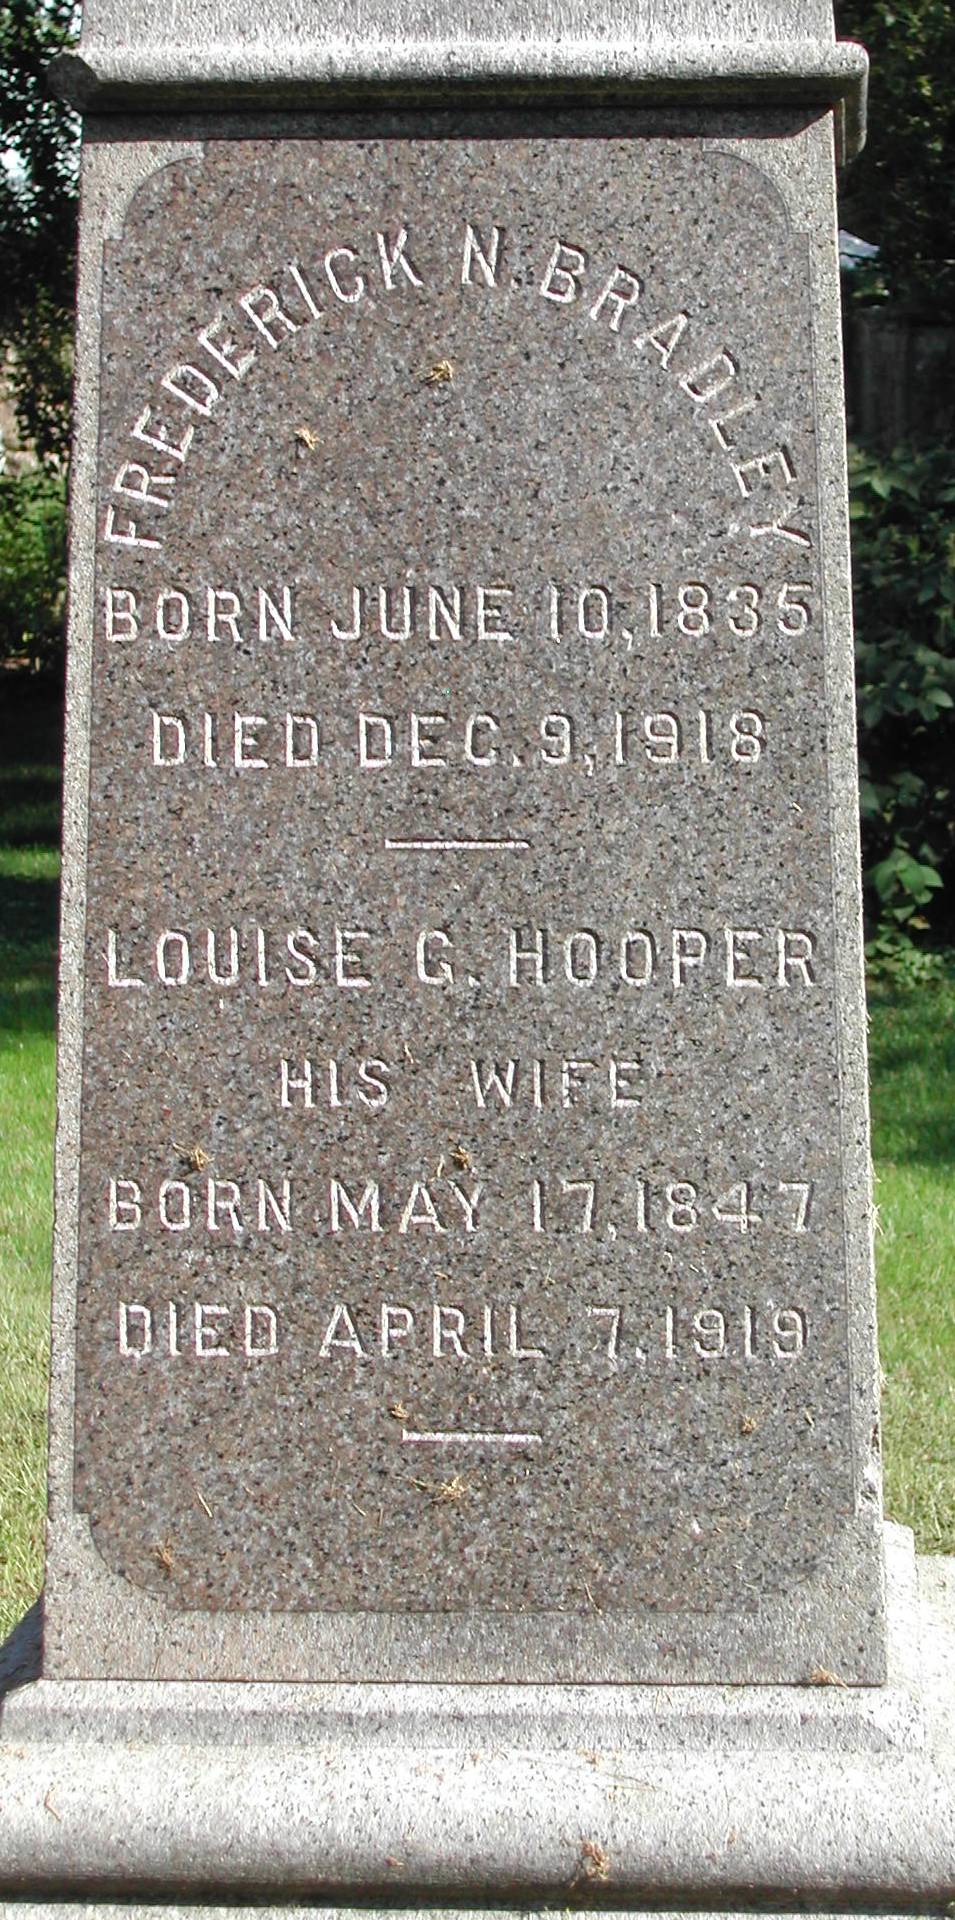 FREDERICK N. BRADLEY
BORN JUNE 10, 1835
DIED DEC. 9, 1918
LOUISE G. HOOPER
HIS WIFE
BORN MAY 17, 1847
DIED APRIL 7, 1919